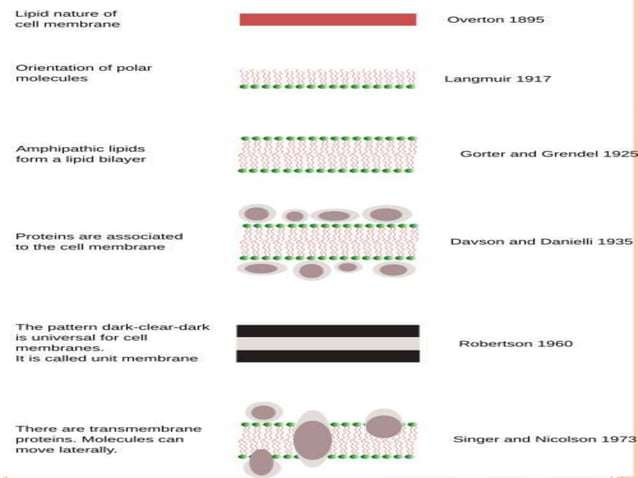 Lipid nature of
cell membrane
Overton 1895
Orientation of polar
molecules
Langmuir 1917
Amphipathic lipids
form a lipid bilayer
Gorter and Grendel 1925
Proteins are associated
to the cell membrane
Davson and Danielli 1935
The pattern dark-clear-dark
is universal for cell
membranes.
It is called unit membrane
Robertson 1960
There are transmembrane
proteins. Molecules can
move laterally.
Singer and Nicolson 1973